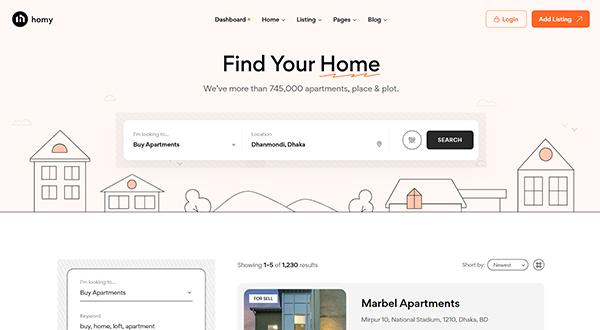 homy
Dashboard Home Listing Pages Blog
Login
Add Listing
Find Your Home
We've more than 745,000 apartments, place & plot.
I'm looking to...
Buy Apartments
Location
Dhanmondi, Dhaka
SEARCH
I'm looking to...
Buy Apartments
Keyword
buy, home, loft, apartment
Showing 1–5 of 1,230 results
Short by: Newest
FOR SELL
Marbel Apartments
Mirpur 10, National Stadium, 1210, Dhaka, BD